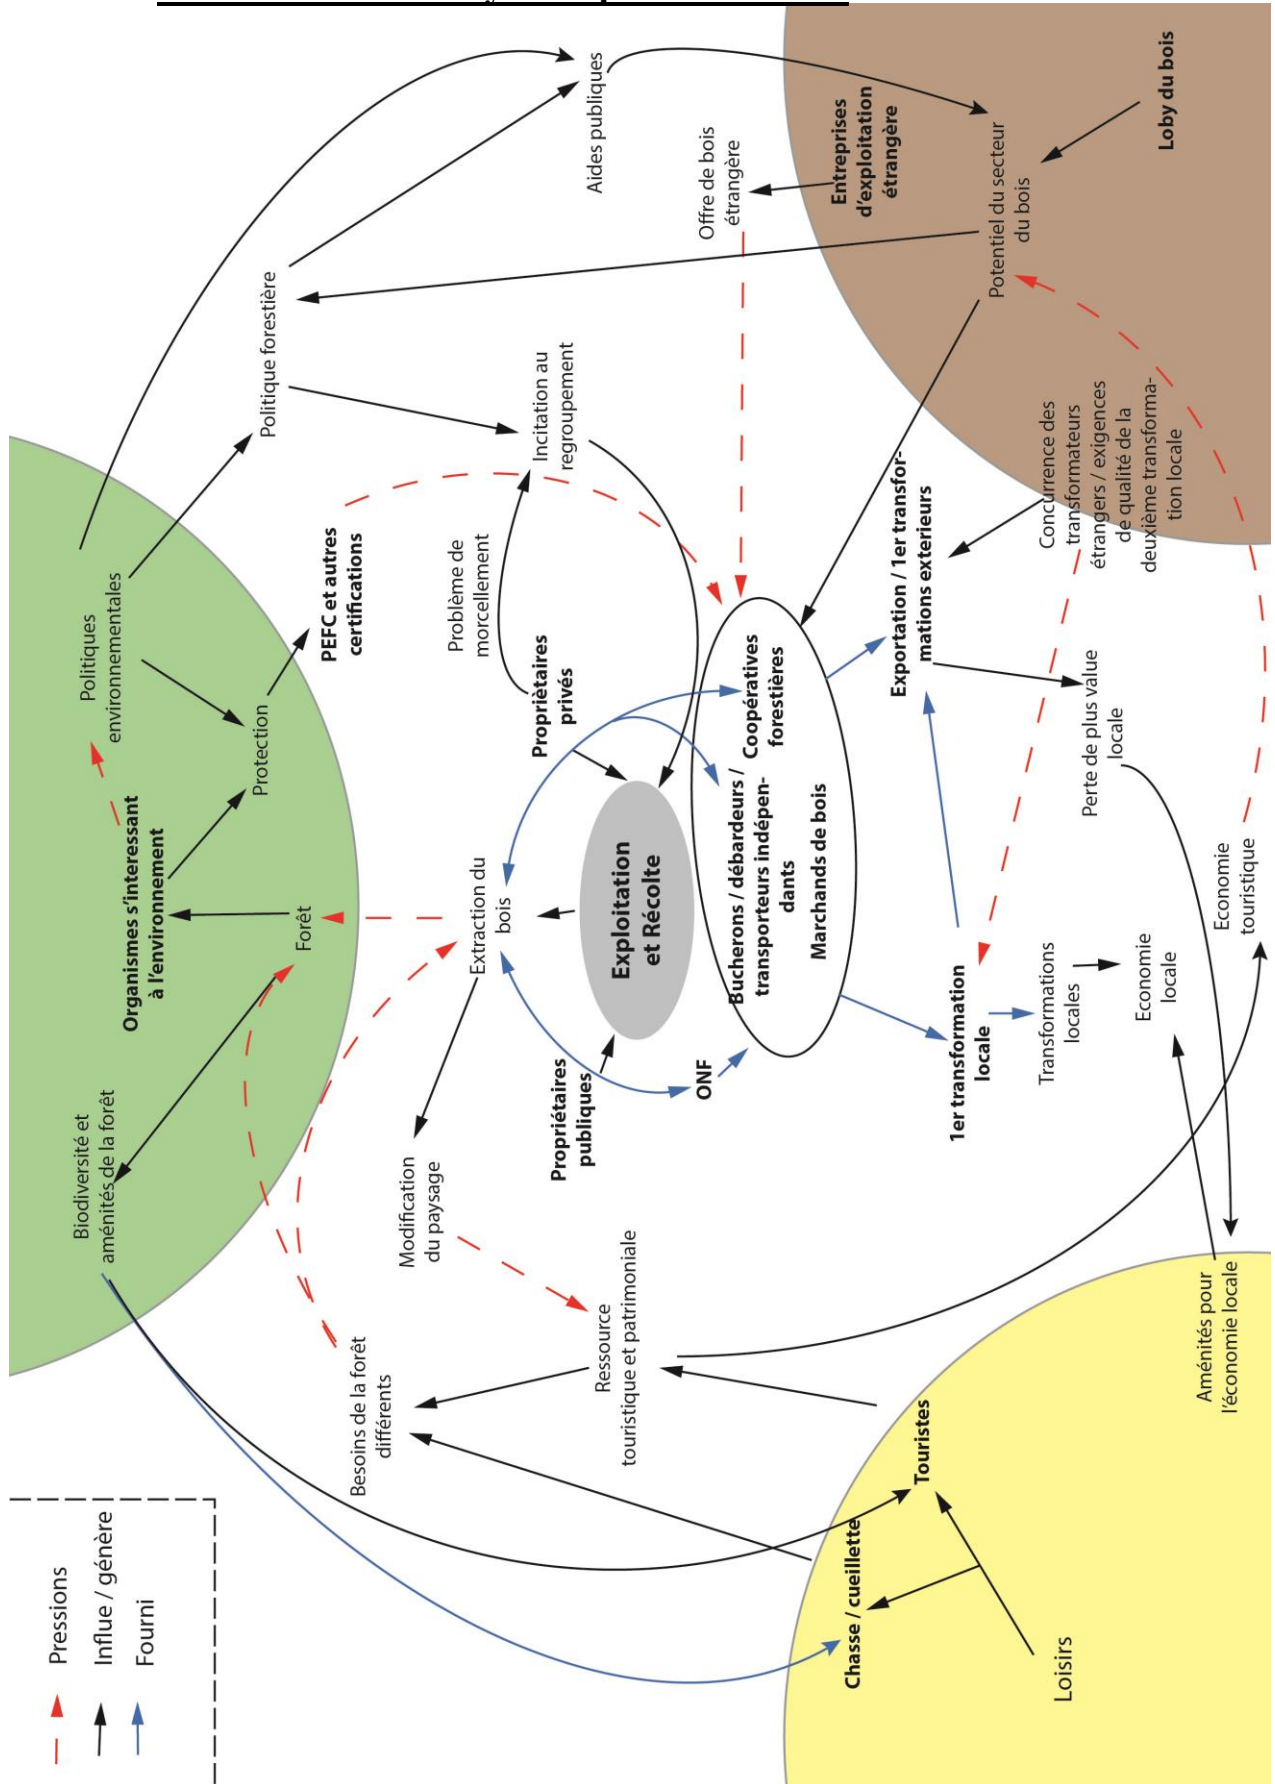 Pressions
Influe / génère
Fourni
Biodiversité et
aménités de la forêt
Organismes s'interessant
à l'environnement
Forêt
Politiques
environnementales
Protection
Politique forestière
PEFC et autres
certifications
Aides publiques
Besoins de la forêt
différents
Modification
du paysage
Extraction du
bois
Problème de
morcellement
Incitation au
regroupement
Propriètaires
privés
Propriétaires
publiques
Exploitation
et Récolte
Ressource
touristique et patrimoniale
ONF
Bucherons / débardeurs /
transporteurs indépen-
dants
Coopératives
forestières
Marchands de bois
Offre de bois
étrangère
Entreprises
d'exploitation
étrangère
Potentiel du secteur
du bois
Loby du bois
Exportation / 1er transfor-
mations exterieurs
Concurrence des
transformateurs
étrangers / exigences
de qualité de la
deuxième transforma-
tion locale
1er transformation
locale
Transformations
locales
Perte de plus value
locale
Economie
locale
Economie
touristique
Aménités pour
l'économie locale
Touristes
Chasse / cueillette
Loisirs